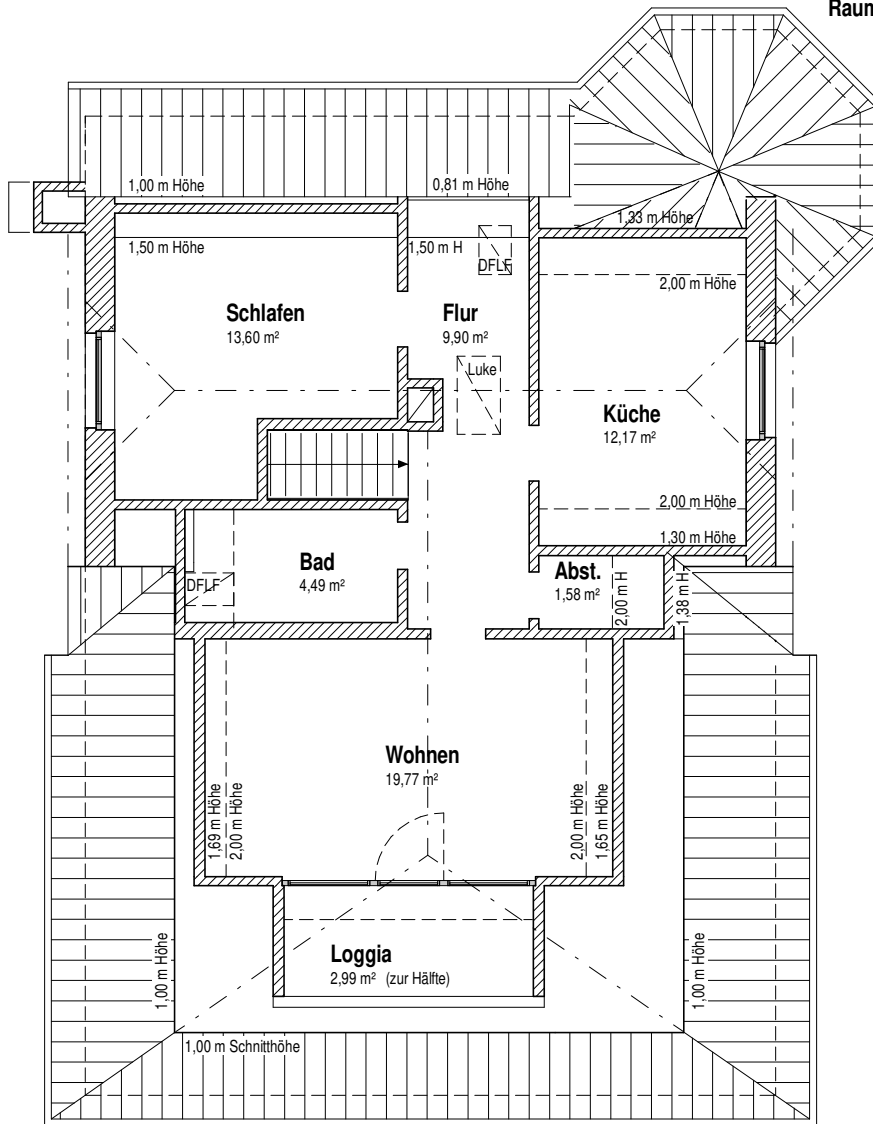 Raum
1,00 m Höhe
0,81 m Höhe
1,33 m Höhe
1,50 m Höhe
1,50 m H
DFLF
2,00 m Höhe
Schlafen
13,60 m²
Flur
9,90 m²
Luke
Küche
12,17 m²
2,00 m Höhe
1,30 m Höhe
Bad
4,49 m²
DFLF
Abst.
1,58 m²
2,00 m H
1,38 m H
Wohnen
19,77 m²
1,69 m Höhe
2,00 m Höhe
2,00 m Höhe
1,65 m Höhe
Loggia
2,99 m² (zur Hälfte)
1,00 m Höhe
1,00 m Höhe
1,00 m Schnitthöhe